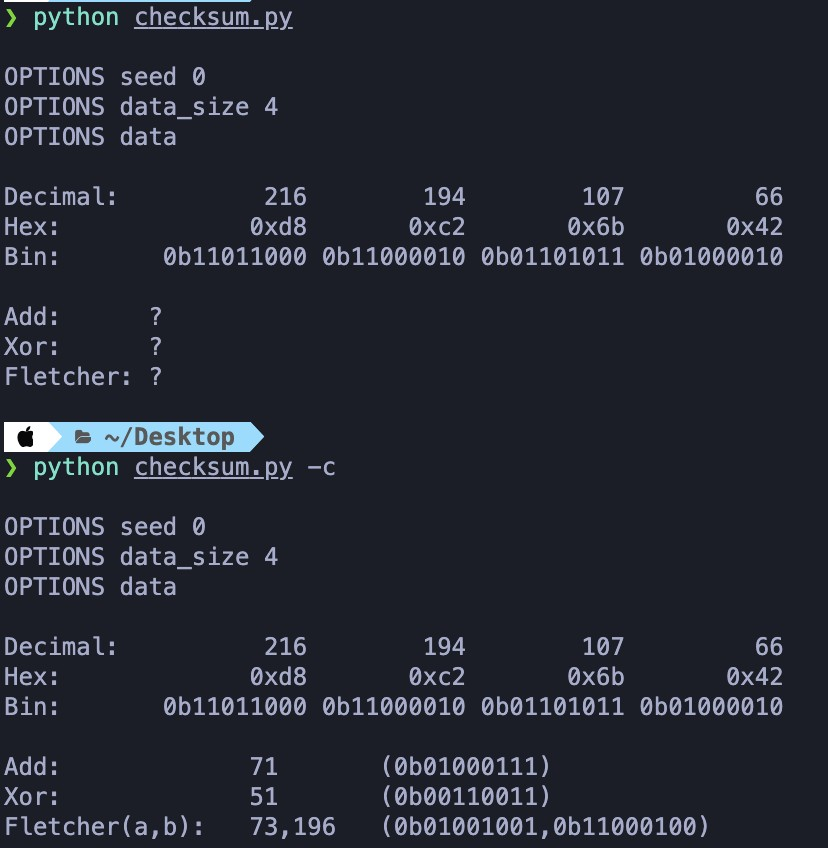 ❯ python checksum.py
OPTIONS seed 0
OPTIONS data_size 4
OPTIONS data
Decimal:          216        194        107         66
Hex:             0xd8       0xc2       0x6b       0x42
Bin:       0b11011000 0b11000010 0b01101011 0b01000010
Add:      ?
Xor:      ?
Fletcher: ?
~/Desktop
❯ python checksum.py -c
OPTIONS seed 0
OPTIONS data_size 4
OPTIONS data
Decimal:          216        194        107         66
Hex:             0xd8       0xc2       0x6b       0x42
Bin:       0b11011000 0b11000010 0b01101011 0b01000010
Add:             71       (0b01000111)
Xor:             51       (0b00110011)
Fletcher(a,b):   73,196   (0b01001001,0b11000100)